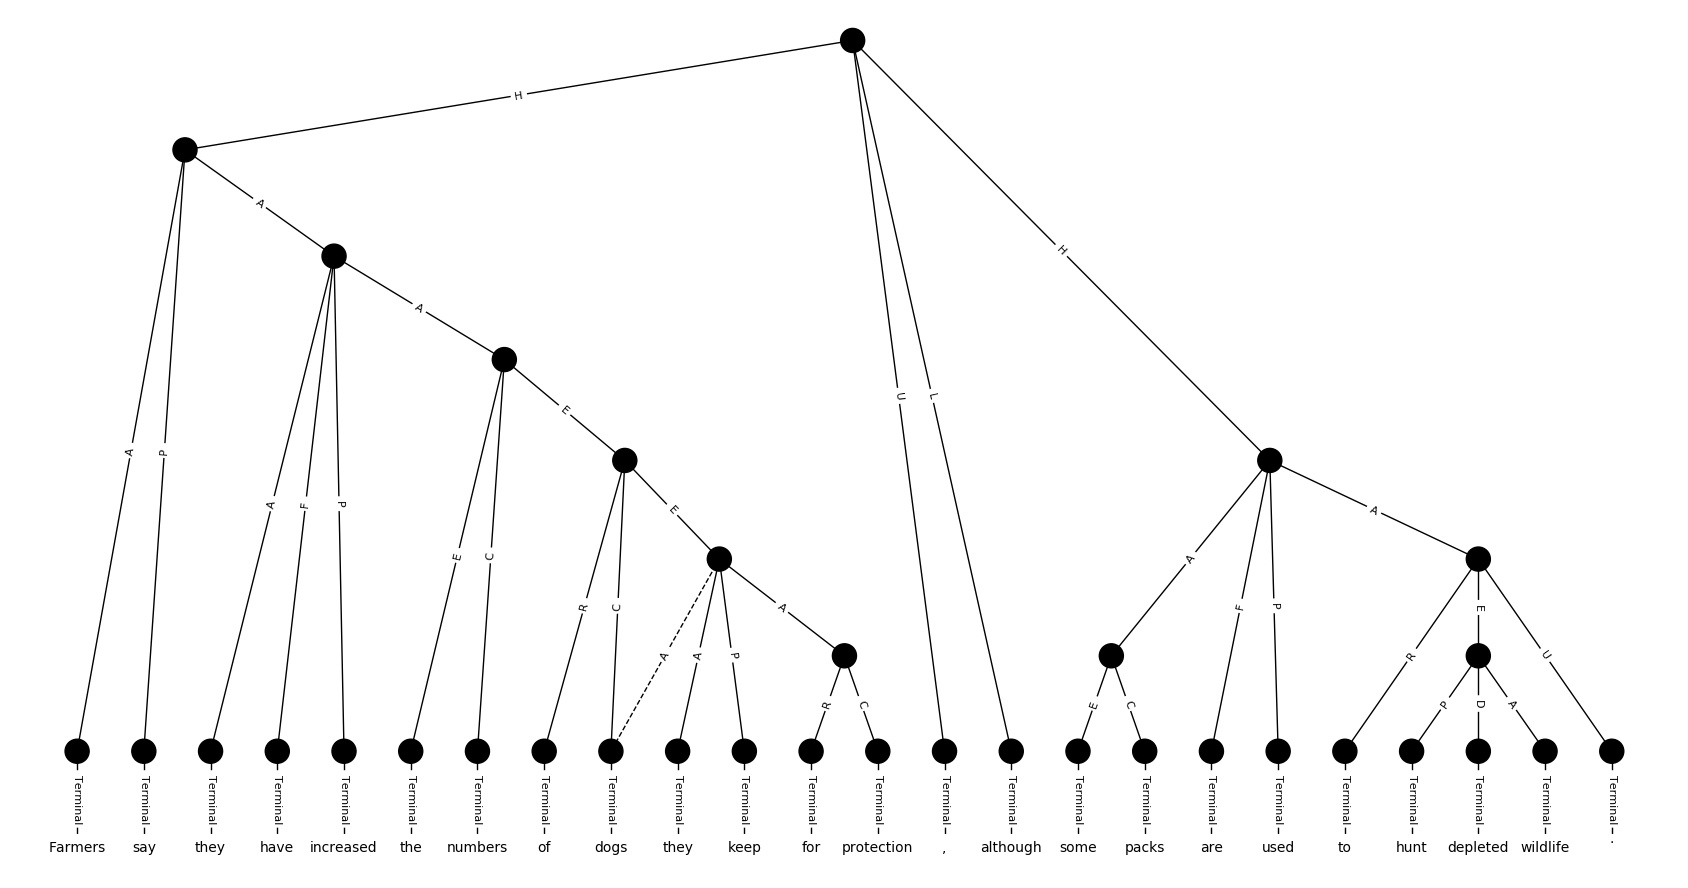 H
A
A
H
A
P
U
L
E
A
F
P
E
A
E
C
A
R
C
A
F
P
R
E
U
A
A
P
R
C
E
C
P
D
A
Terminal Terminal Terminal Terminal Terminal Terminal Terminal Terminal Terminal Terminal Terminal Terminal Terminal Terminal Terminal Terminal Terminal Terminal Terminal Terminal Terminal Terminal Terminal Terminal
Farmers say they have increased the numbers of dogs they keep for protection , although some packs are used to hunt depleted wildlife .